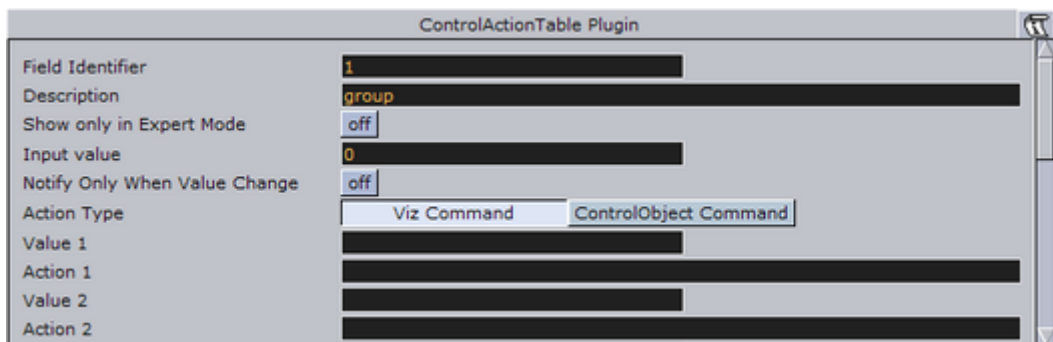 ControlActionTable Plugin
Field Identifier 1
Description group
Show only in Expert Mode off
Input value 0
Notify Only When Value Change off
Action Type Viz Command ControlObject Command
Value 1
Action 1
Value 2
Action 2